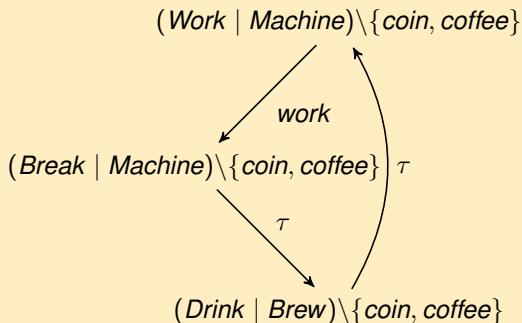 (Work | Machine)\{coin, coffee}
work
(Break | Machine)\{coin, coffee} τ
τ
(Drink | Brew)\{coin, coffee}